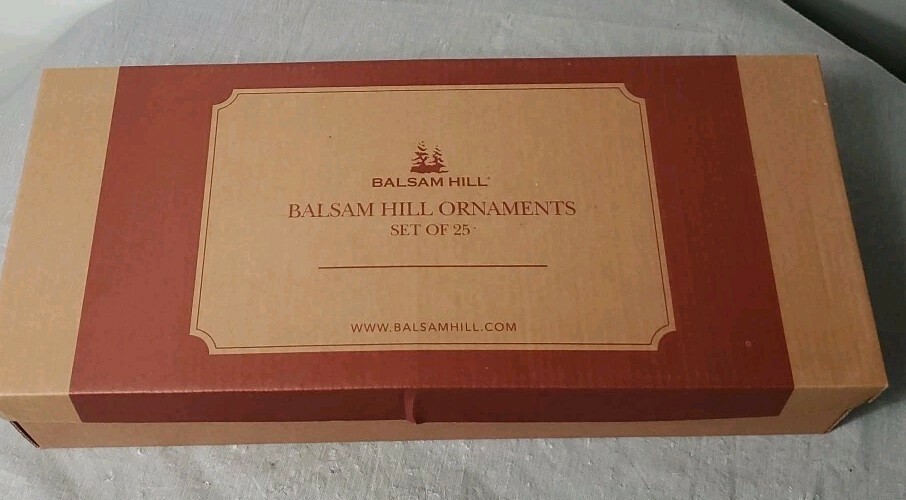 BALSAM HILL
BALSAM HILL ORNAMENTS
SET OF 25
WWW.BALSAMHILL.COM